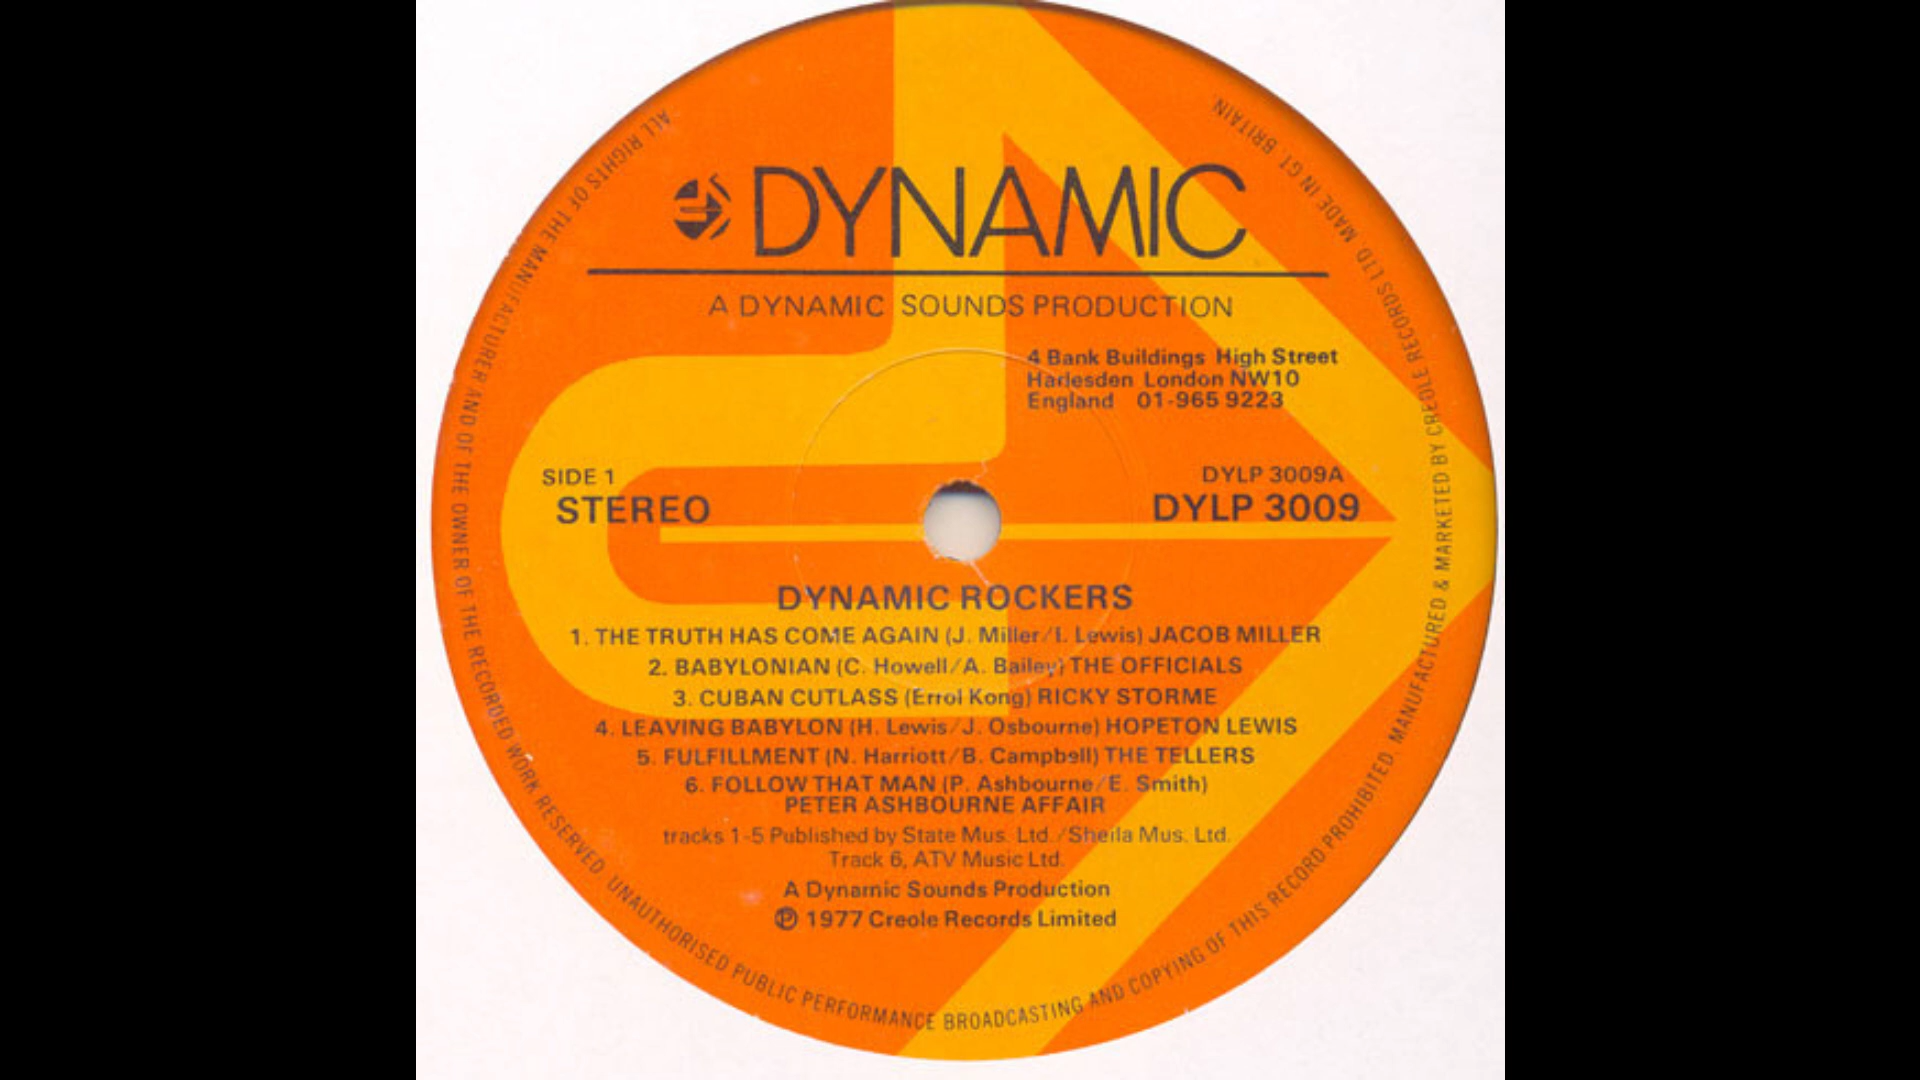 DYNAMIC
A DYNAMIC SOUNDS PRODUCTION
4 Bank Buildings High Street
Harlesden London NW10
England 01-965 9223
SIDE 1
STEREO
DYLP 3009A
DYLP 3009
DYNAMIC ROCKERS
1. THE TRUTH HAS COME AGAIN (J. Miller/I. Lewis) JACOB MILLER
2. BABYLONIAN (C. Howell/A. Bailey) THE OFFICIALS
3. CUBAN CUTLASS (Errol Kong) RICKY STORME
4. LEAVING BABYLON (H. Lewis/J. Osbourne) HOPETON LEWIS
5. FULFILLMENT (N. Harriott/B. Campbell) THE TELLERS
6. FOLLOW THAT MAN (P. Ashbourne/E. Smith)
PETER ASHBOURNE AFFAIR
tracks 1-5 Published by State Mus. Ltd./Sheila Mus. Ltd.
Track 6, ATV Music Ltd.
A Dynamic Sounds Production
℗ 1977 Creole Records Limited
ALL RIGHTS OF THE MANUFACTURER AND OF THE OWNER OF THE RECORDED WORK RESERVED. UNAUTHORISED PUBLIC PERFORMANCE BROADCASTING AND COPYING OF THIS RECORD PROHIBITED. MANUFACTURED & MARKETED BY CREOLE RECORDS LTD. MADE IN GT. BRITAIN.